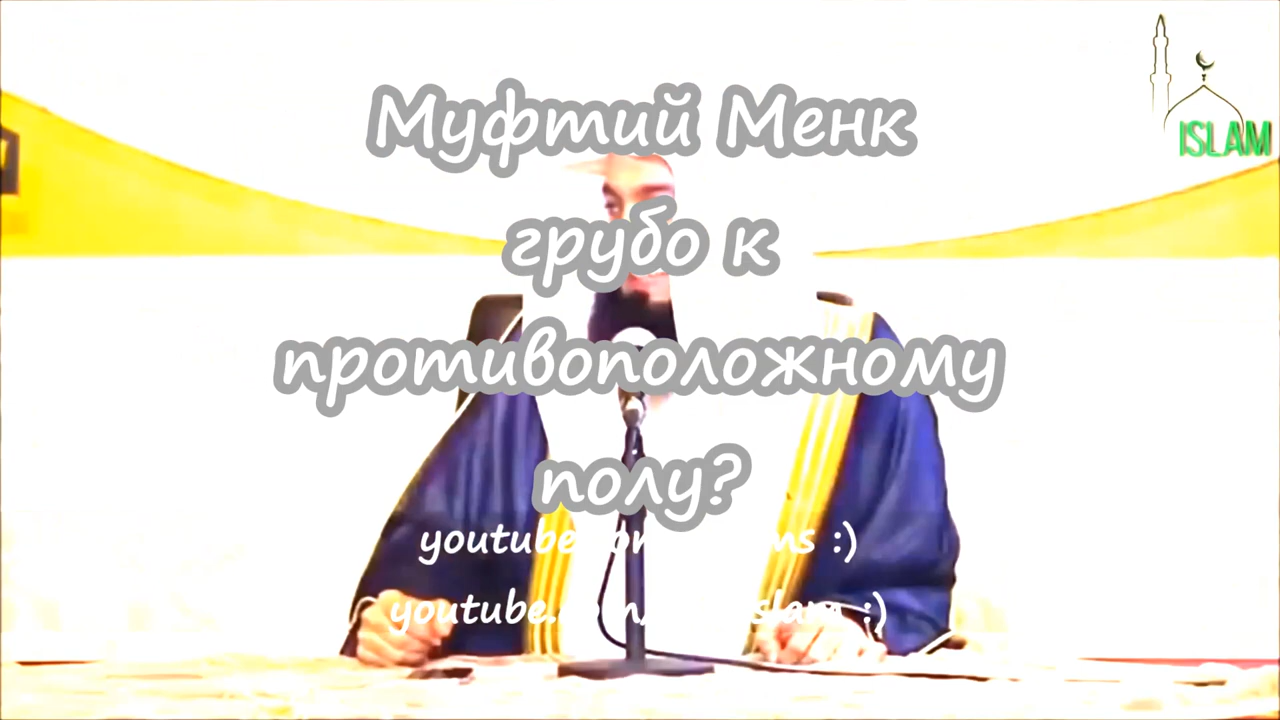 Муфтий Менк
грубо к
противоположному
полу?
:)
:)
ISLAM